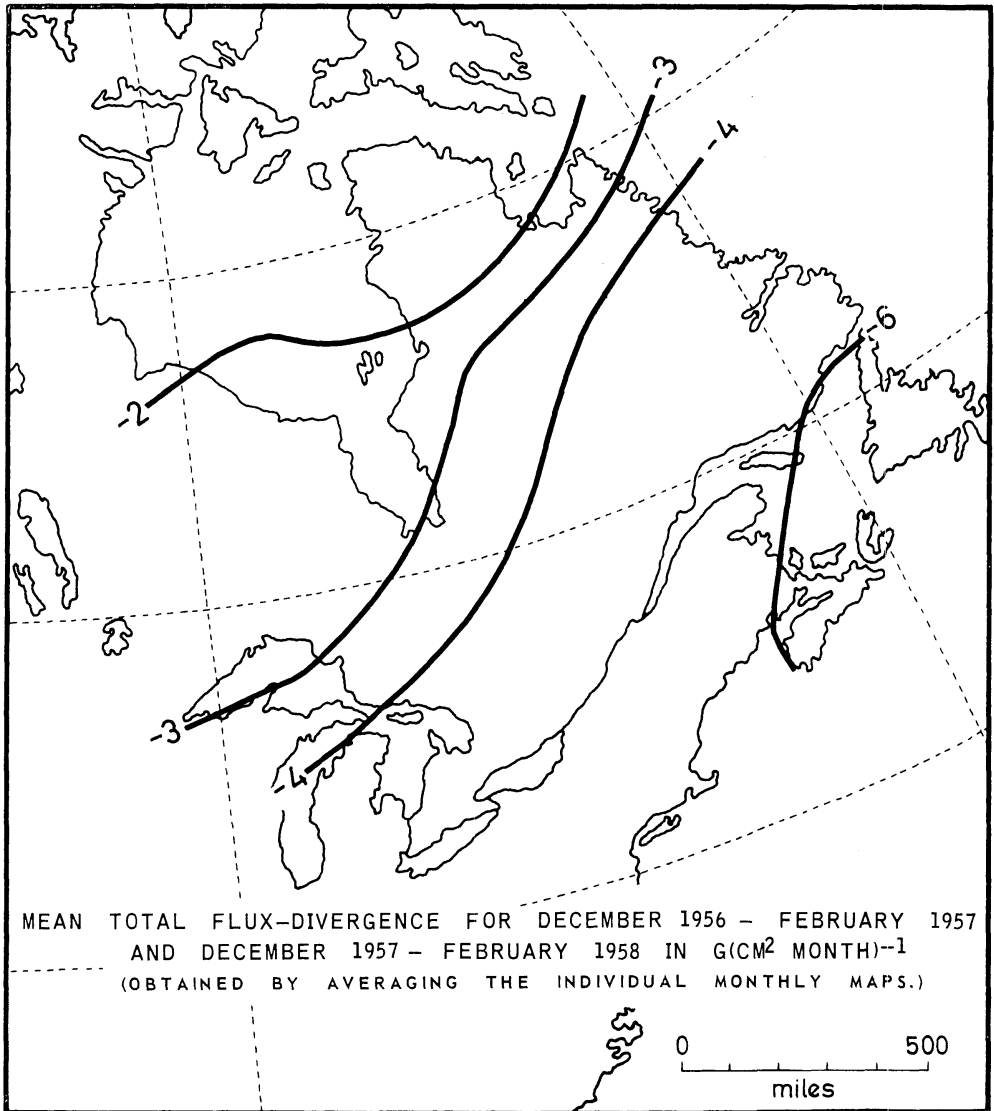 -3
-4
-6
-2
-3
-4
MEAN TOTAL FLUX-DIVERGENCE FOR DECEMBER 1956 – FEBRUARY 1957
AND DECEMBER 1957 – FEBRUARY 1958 IN G(CM² MONTH)--1
(OBTAINED BY AVERAGING THE INDIVIDUAL MONTHLY MAPS.)
0 500
miles